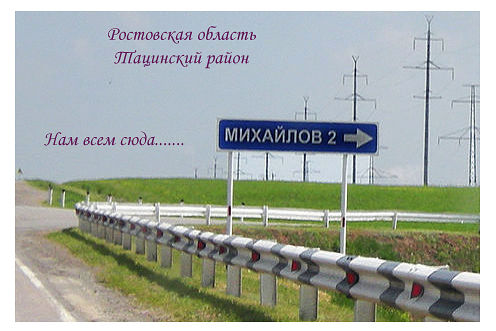 Ростовская область
Тацинский район
Нам всем сюда.......
МИХАЙЛОВ 2